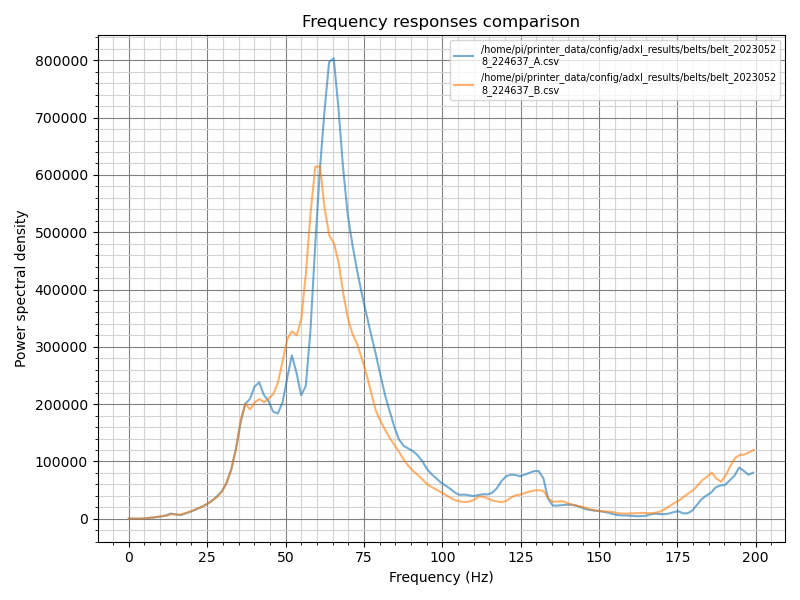 Frequency responses comparison
/home/pi/printer_data/config/adxl_results/belts/belt_2023052
8_224637_A.csv
/home/pi/printer_data/config/adxl_results/belts/belt_2023052
8_224637_B.csv
800000
700000
600000
500000
400000
300000
200000
100000
0
Power spectral density
0 25 50 75 100 125 150 175 200
Frequency (Hz)